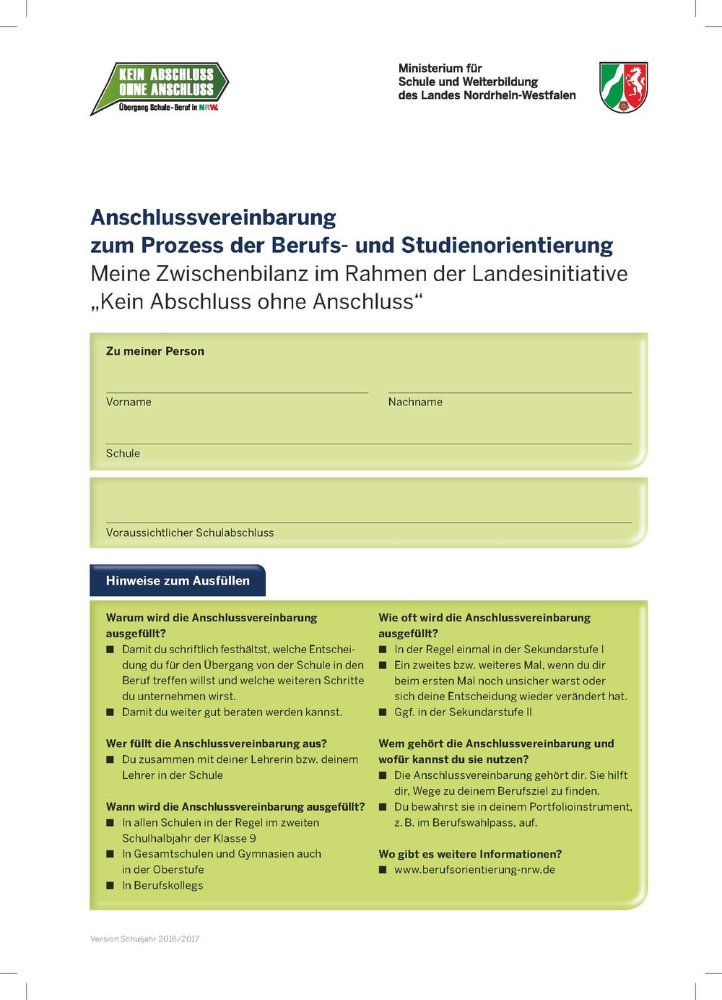 KEIN ABSCHLUSS
OHNE ANSCHLUSS
Übergang Schule - Beruf in NRW.
Ministerium für
Schule und Weiterbildung
des Landes Nordrhein-Westfalen
Anschlussvereinbarung
zum Prozess der Berufs- und Studienorientierung
Meine Zwischenbilanz im Rahmen der Landesinitiative
„Kein Abschluss ohne Anschluss“
Zu meiner Person
Vorname
Nachname
Schule
Voraussichtlicher Schulabschluss
Hinweise zum Ausfüllen
Warum wird die Anschlussvereinbarung
ausgefüllt?
■ Damit du schriftlich festhältst, welche Entschei-
dung du für den Übergang von der Schule in den
Beruf treffen willst und welche weiteren Schritte
du unternehmen wirst.
■ Damit du weiter gut beraten werden kannst.
Wer füllt die Anschlussvereinbarung aus?
■ Du zusammen mit deiner Lehrerin bzw. deinem
Lehrer in der Schule
Wann wird die Anschlussvereinbarung ausgefüllt?
■ In allen Schulen in der Regel im zweiten
Schulhalbjahr der Klasse 9
■ In Gesamtschulen und Gymnasien auch
in der Oberstufe
■ In Berufskollegs
Wie oft wird die Anschlussvereinbarung
ausgefüllt?
■ In der Regel einmal in der Sekundarstufe I
■ Ein zweites bzw. weiteres Mal, wenn du dir
beim ersten Mal noch unsicher warst oder
sich deine Entscheidung wieder verändert hat.
■ Ggf. in der Sekundarstufe II
Wem gehört die Anschlussvereinbarung und
wofür kannst du sie nutzen?
■ Die Anschlussvereinbarung gehört dir. Sie hilft
dir, Wege zu deinem Berufsziel zu finden.
■ Du bewahrst sie in deinem Portfolioinstrument,
z. B. im Berufswahlpass, auf.
Wo gibt es weitere Informationen?
■ www.berufsorientierung-nrw.de
Version Schuljahr 2016/2017